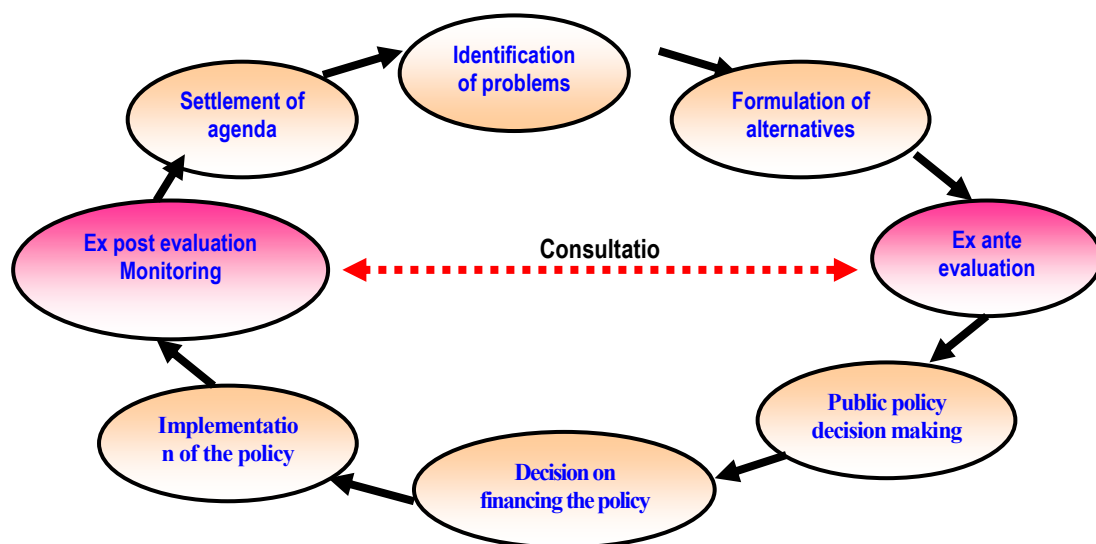 Identification
of problems
Settlement of
agenda
Formulation of
alternatives
Ex post evaluation
Monitoring
Consultatio
Ex ante
evaluation
Public policy
decision making
Implementatio
n of the policy
Decision on
financing the policy